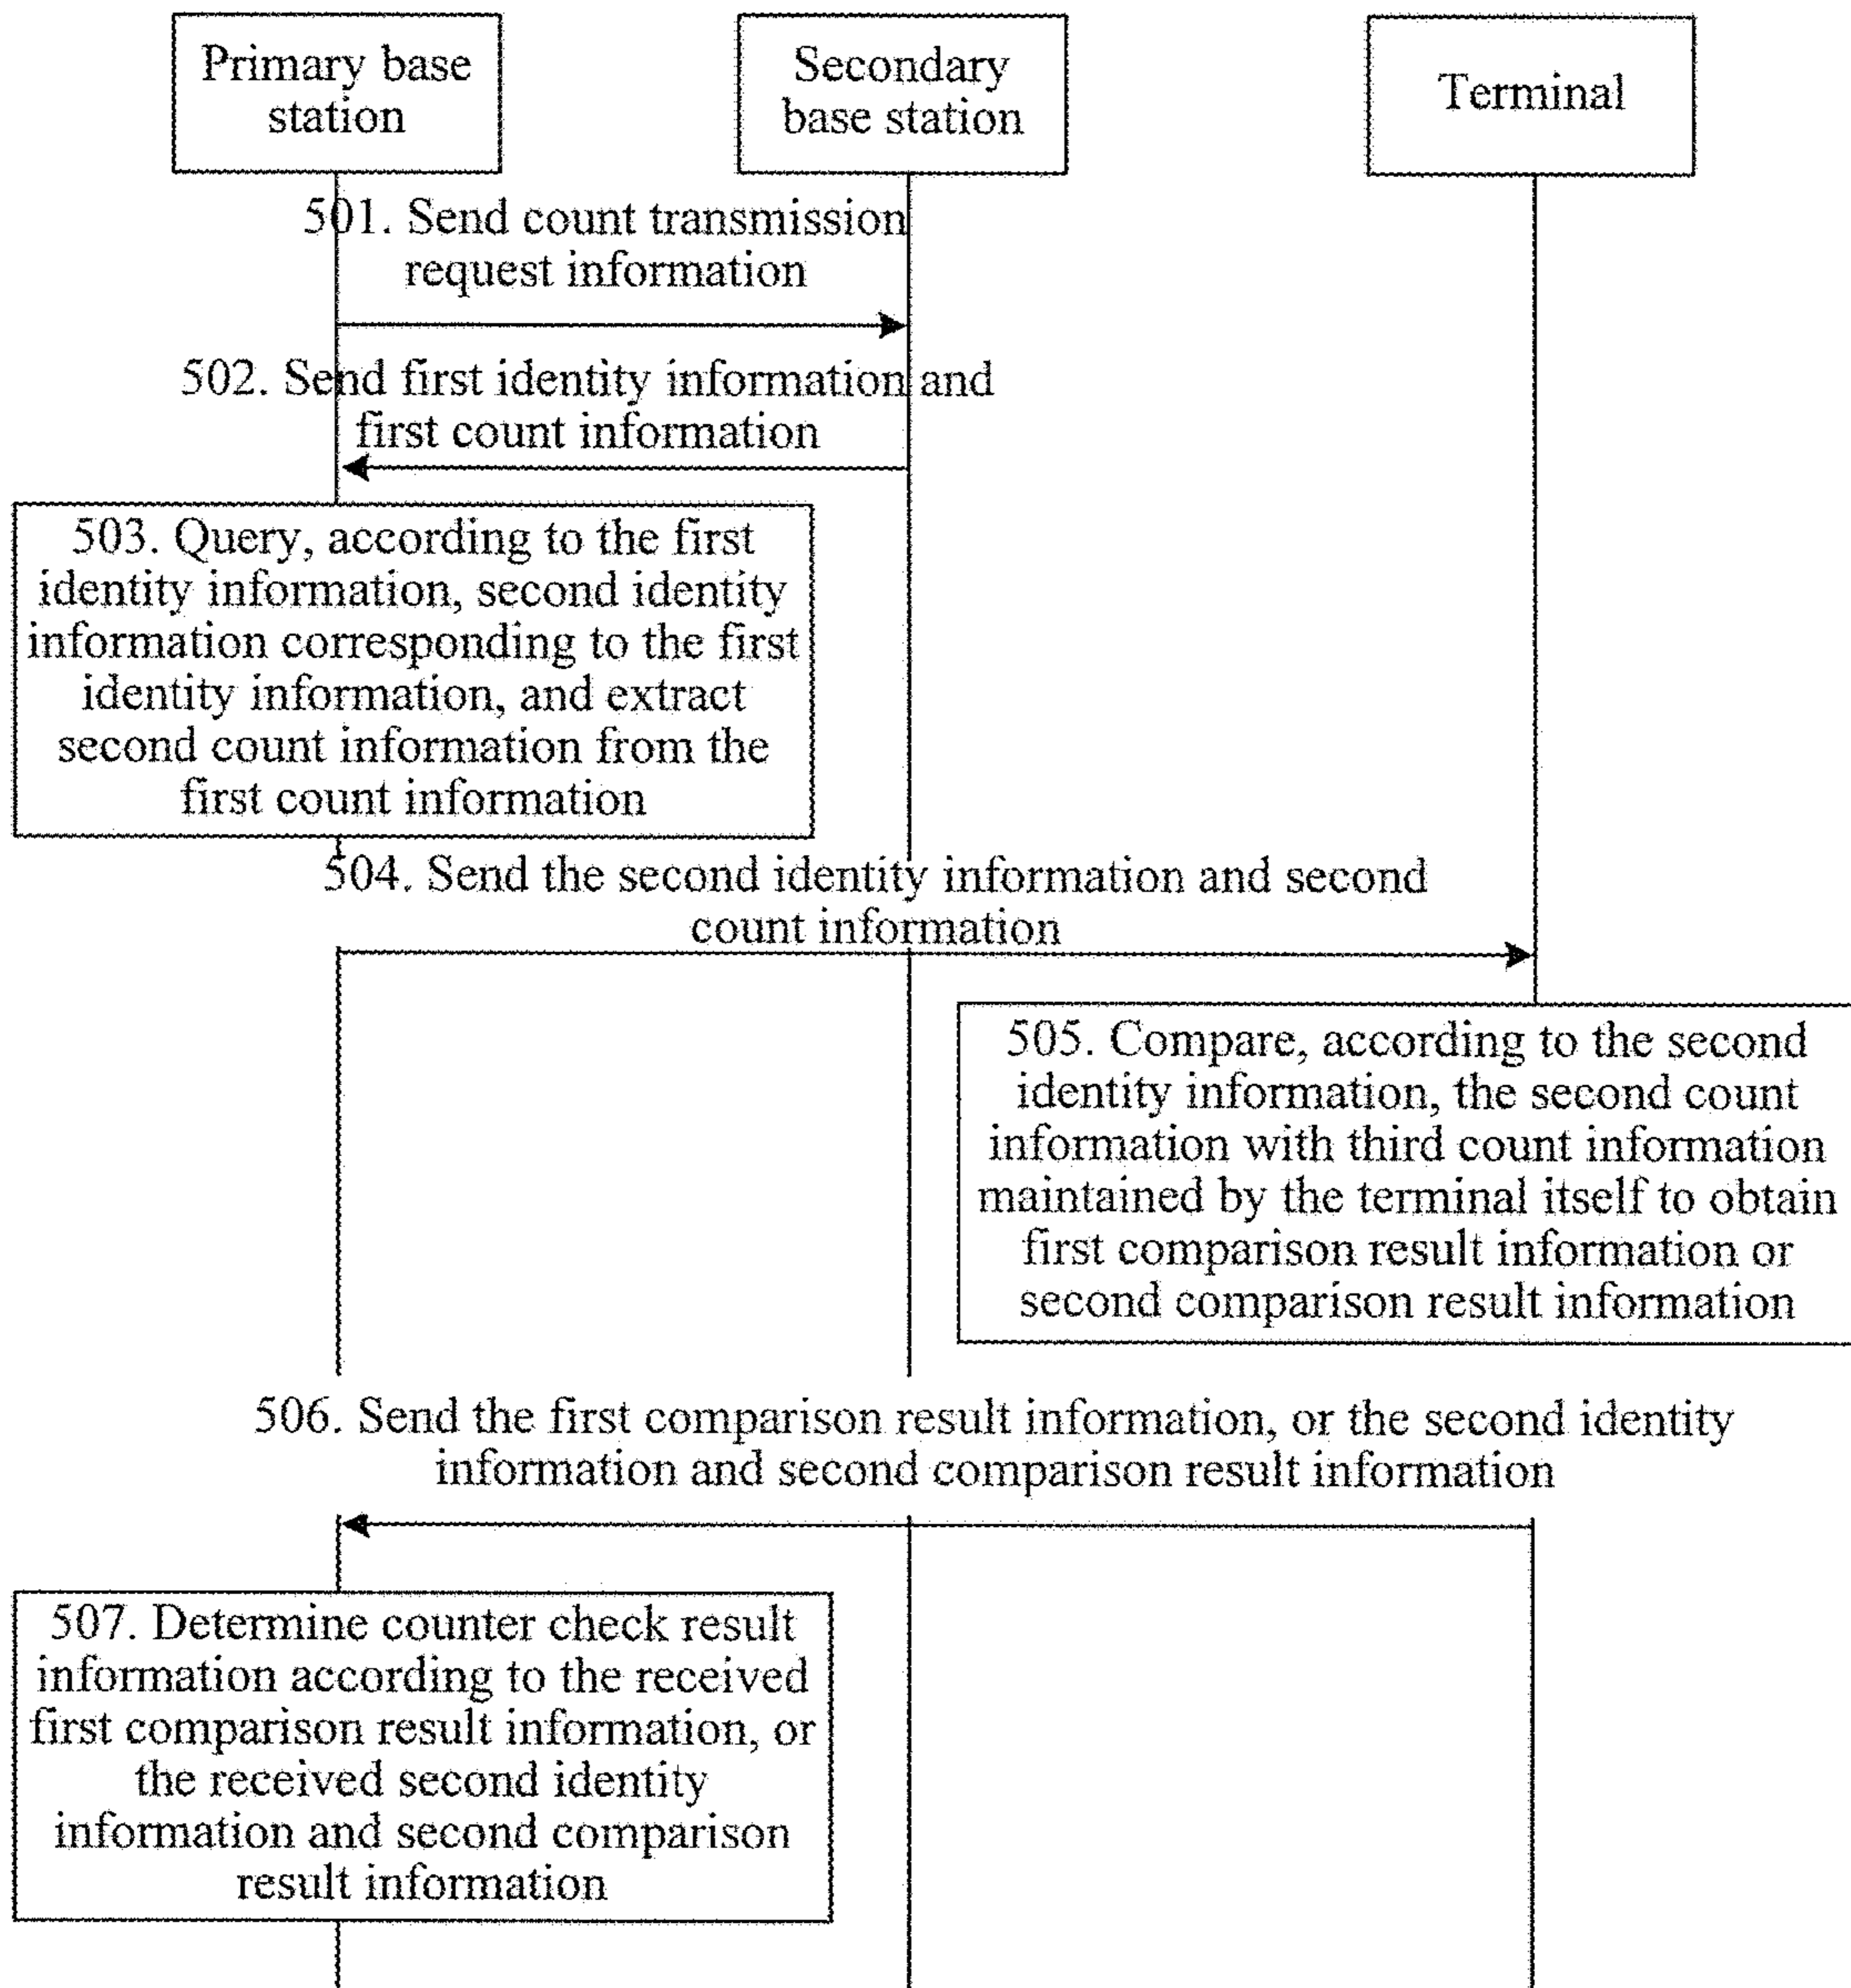 Primary base
station
Secondary
base station
Terminal
501. Send count transmission
request information
502. Send first identity information and
first count information
503. Query, according to the first
identity information, second identity
information corresponding to the first
identity information, and extract
second count information from the
first count information
504. Send the second identity information and second
count information
505. Compare, according to the second
identity information, the second count
information with third count information
maintained by the terminal itself to obtain
first comparison result information or
second comparison result information
506. Send the first comparison result information, or the second identity
information and second comparison result information
507. Determine counter check result
information according to the received
first comparison result information, or
the received second identity
information and second comparison
result information